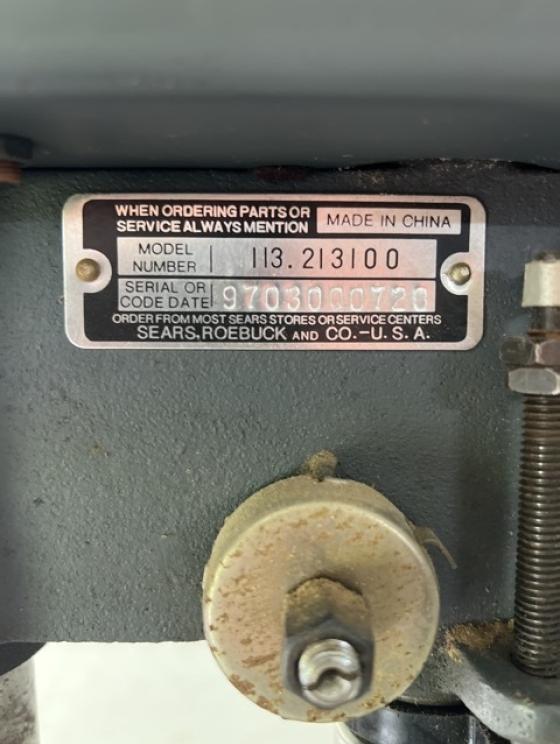 WHEN ORDERING PARTS OR
SERVICE ALWAYS MENTION
MADE IN CHINA
MODEL
NUMBER
113.213100
SERIAL OR
CODE DATE
9703000720
ORDER FROM MOST SEARS STORES OR SERVICE CENTERS
SEARS, ROEBUCK AND CO.-U.S.A.